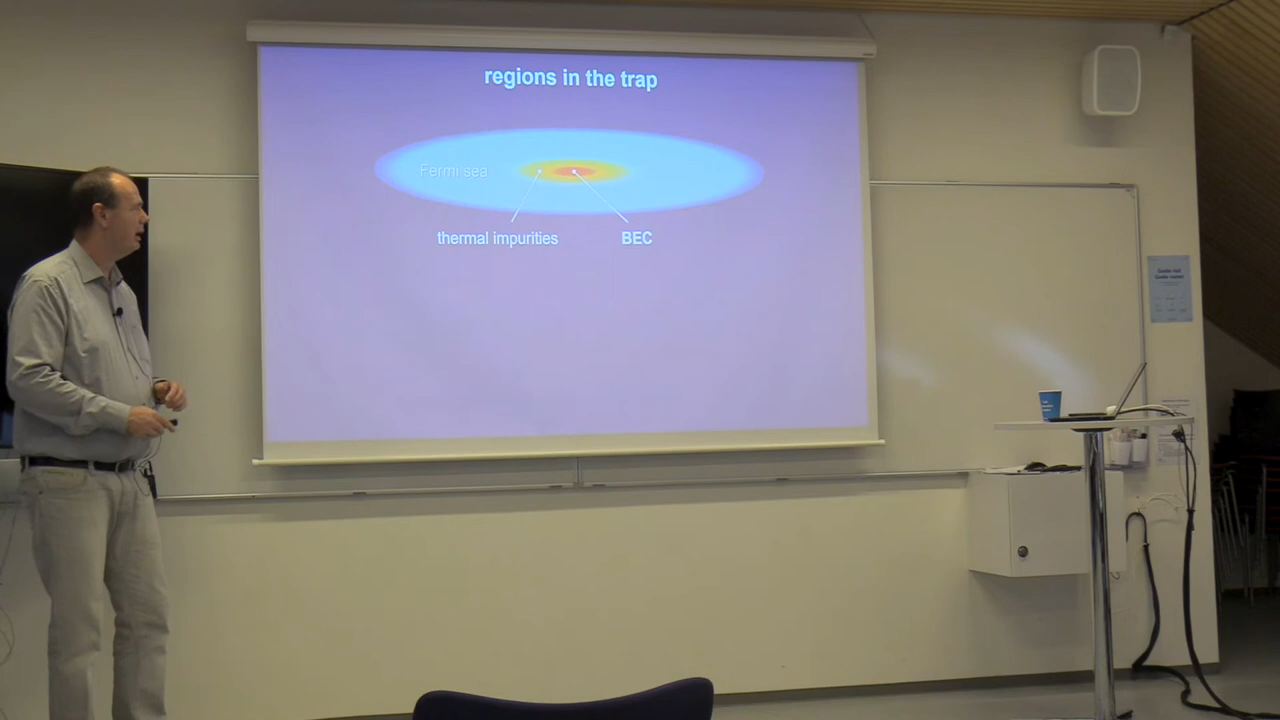 regions in the trap
Fermi sea
thermal impurities
BEC